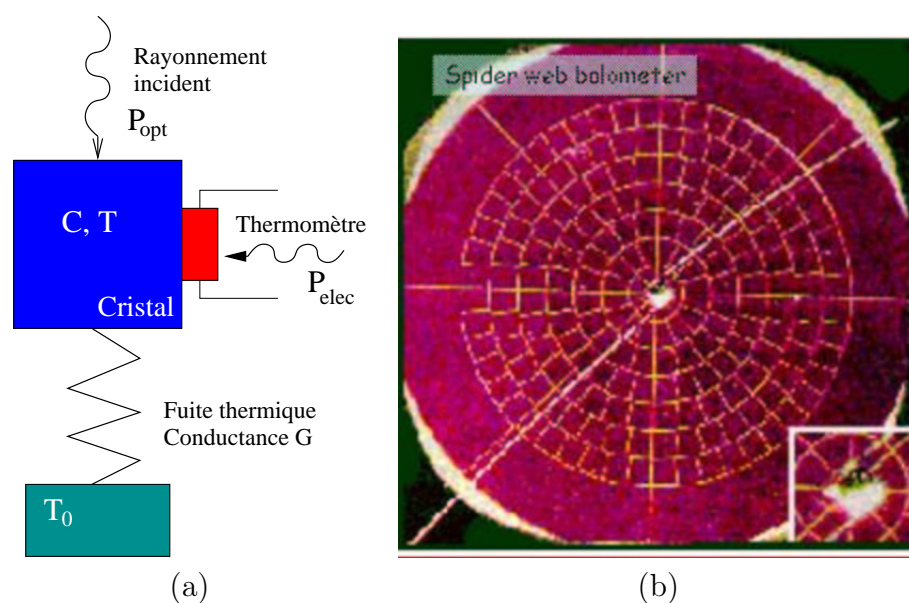 Rayonnement
incident
P_opt
C, T
Thermomètre
P_elec
Cristal
Fuite thermique
Conductance G
T_0
(a)
Spider web bolometer
(b)